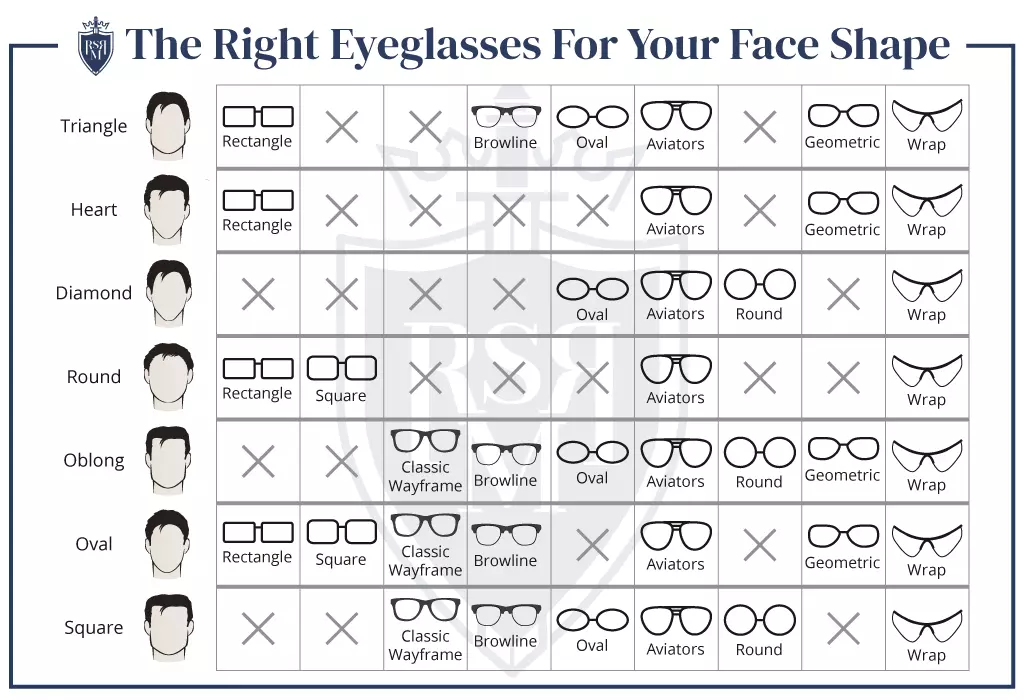 The Right Eyeglasses For Your Face Shape
RSR
M
Triangle
Rectangle
Browline
Oval
Aviators
Geometric
Wrap
Heart
Rectangle
Aviators
Geometric
Wrap
Diamond
Oval
Aviators
Round
Wrap
Round
Rectangle
Square
Aviators
Wrap
Oblong
Classic
Wayframe
Browline
Oval
Aviators
Round
Geometric
Wrap
Oval
Rectangle
Square
Classic
Wayframe
Browline
Aviators
Geometric
Wrap
Square
Classic
Wayframe
Browline
Oval
Aviators
Round
Wrap
RSR
M